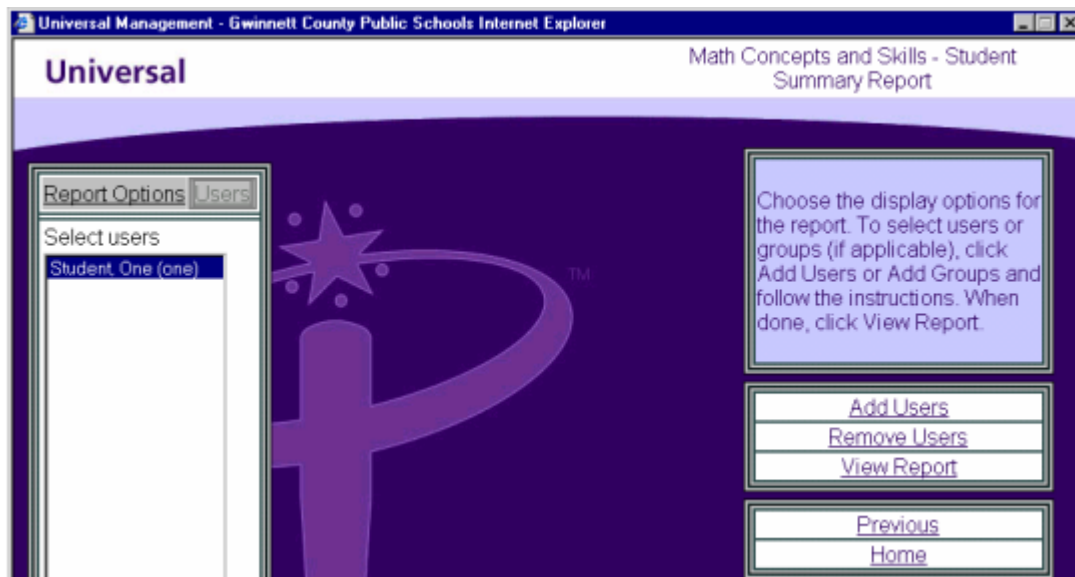 Universal Management - Gwinnett County Public Schools Internet Explorer
Universal
Math Concepts and Skills - Student
Summary Report
Report Options Users
Select users
Student, One (one)
TM
Choose the display options for
the report. To select users or
groups (if applicable), click
Add Users or Add Groups and
follow the instructions. When
done, click View Report.
Add Users
Remove Users
View Report
Previous
Home